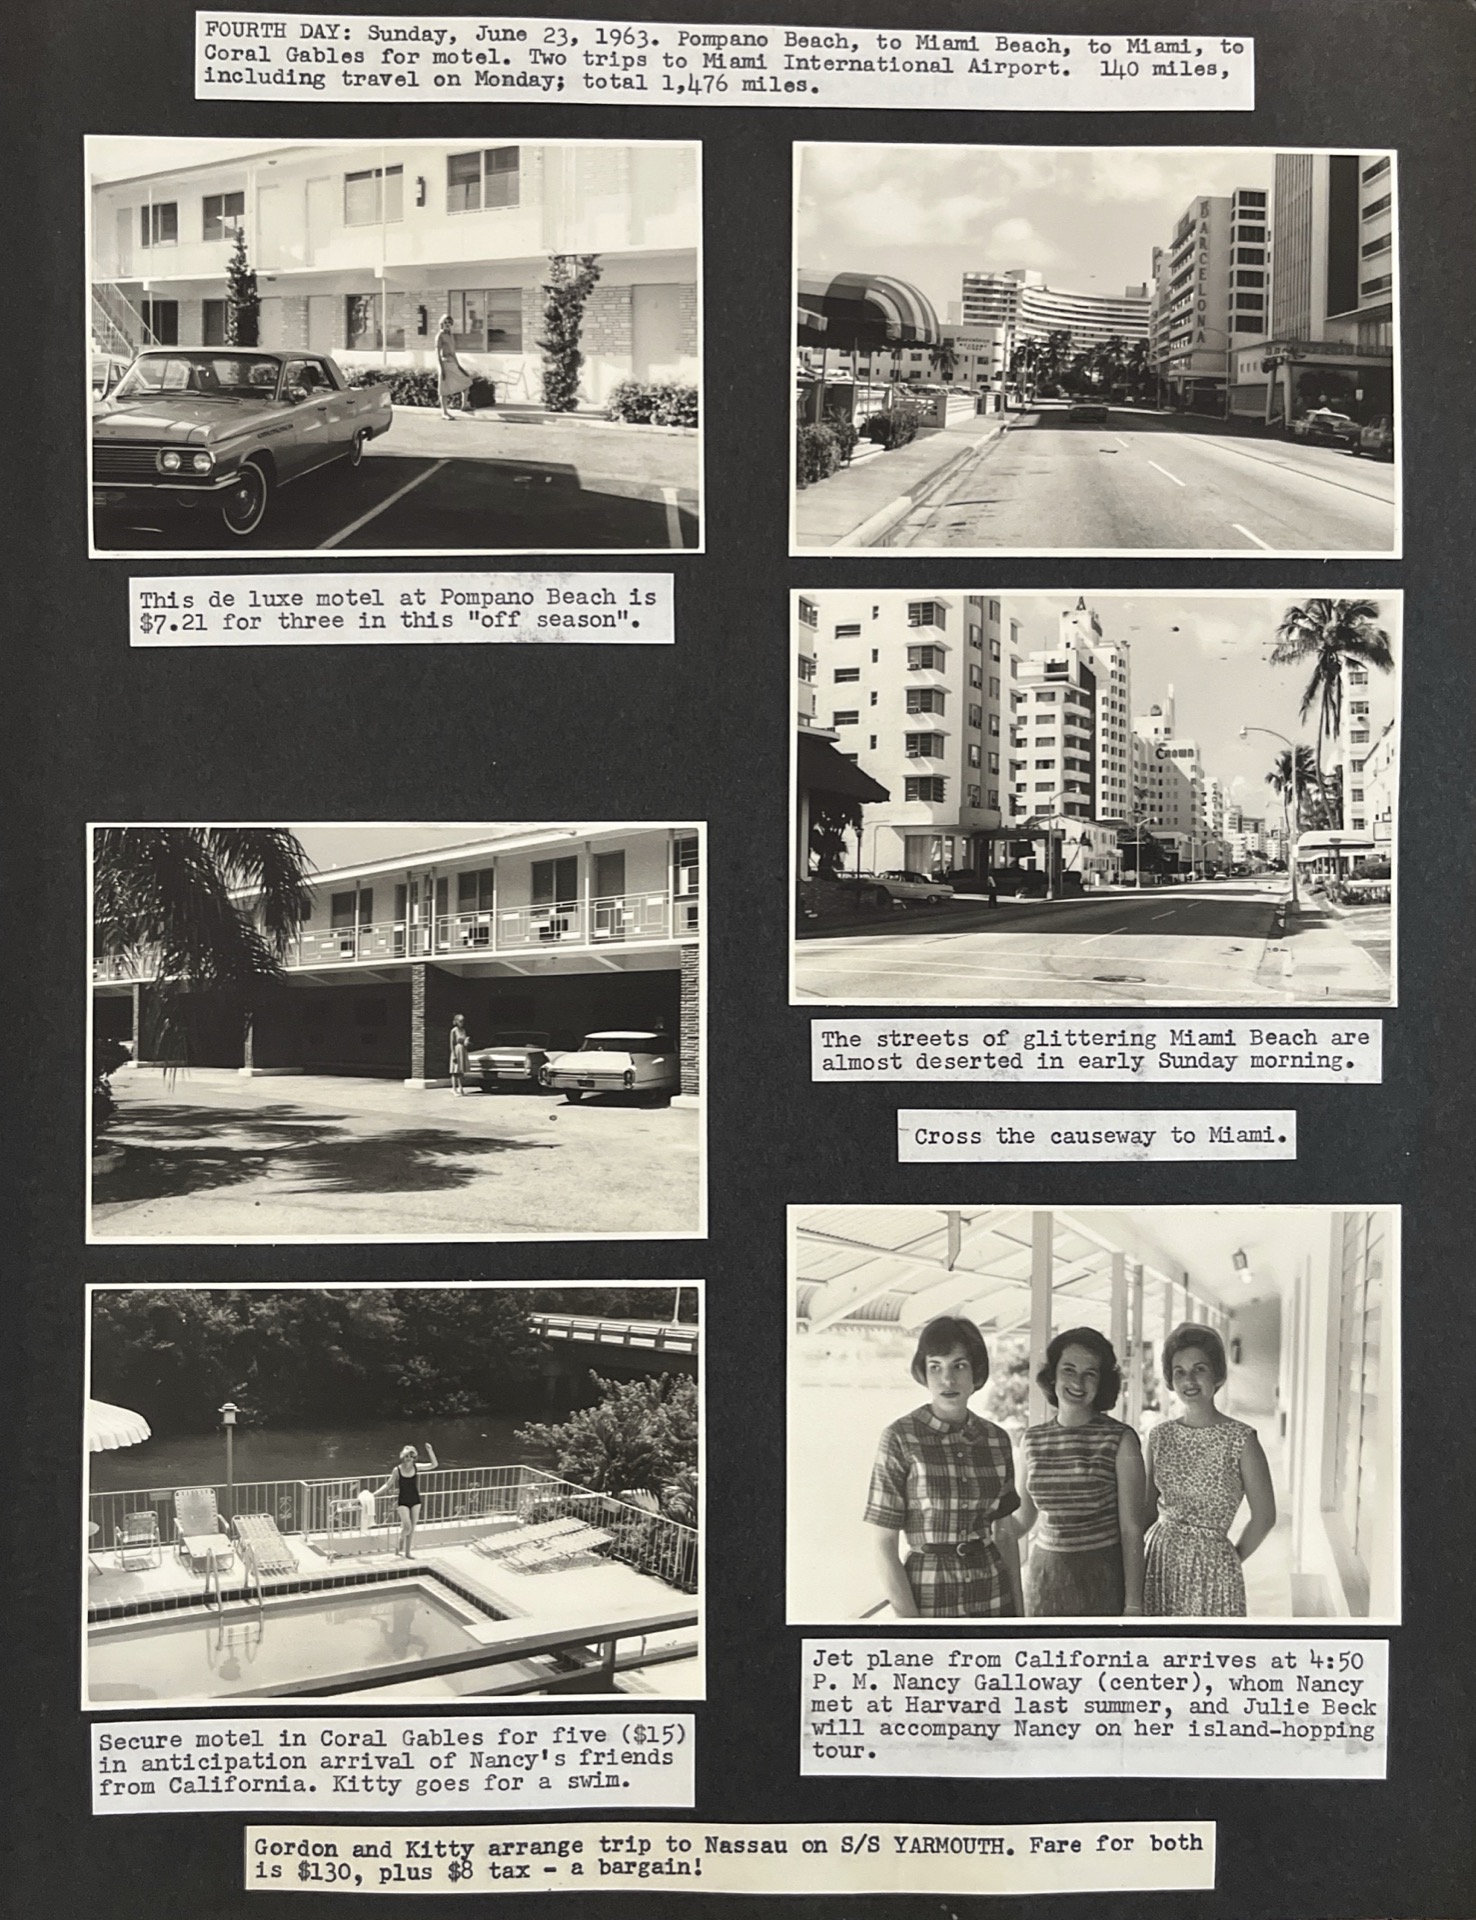 FOURTH DAY: Sunday, June 23, 1963. Pompano Beach, to Miami Beach, to Miami, to
Coral Gables for motel. Two trips to Miami International Airport. 140 miles,
including travel on Monday; total 1,476 miles.
BARCELONA
This de luxe motel at Pompano Beach is
$7.21 for three in this "off season".
CROWN
The streets of glittering Miami Beach are
almost deserted in early Sunday morning.
Cross the causeway to Miami.
Secure motel in Coral Gables for five ($15)
in anticipation arrival of Nancy's friends
from California. Kitty goes for a swim.
Jet plane from California arrives at 4:50
P. M. Nancy Galloway (center), whom Nancy
met at Harvard last summer, and Julie Beck
will accompany Nancy on her island-hopping
tour.
Gordon and Kitty arrange trip to Nassau on S/S YARMOUTH. Fare for both
is $130, plus $8 tax - a bargain!